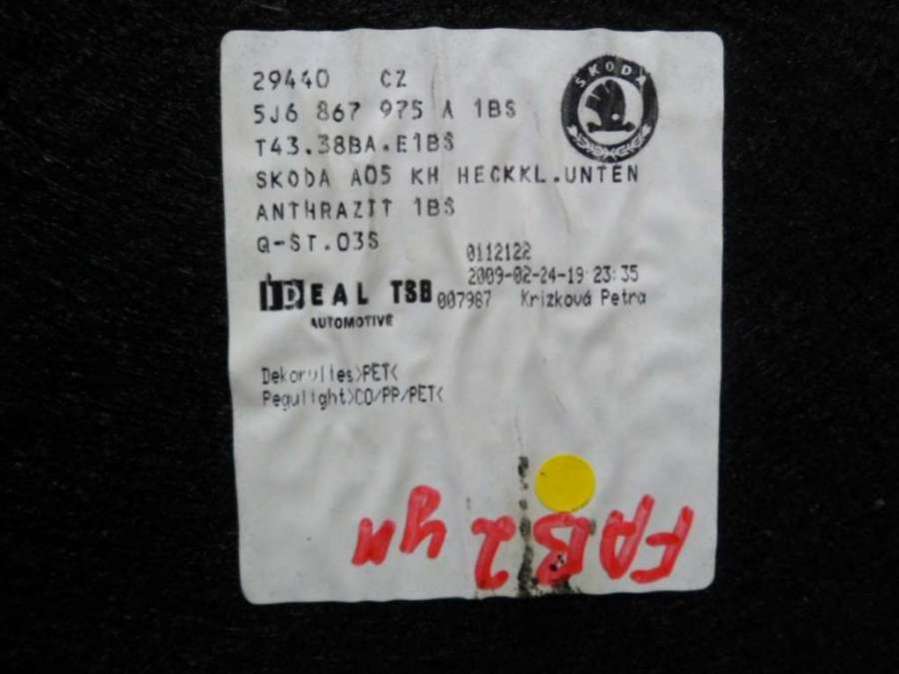 29440 CZ
5J6 867 975 A 1BS
T43.38BA.E1BS
SKODA A05 KH HECKKL.UNTEN
ANTHRAZIT 1BS
Q-ST.03S
0112122
2009-02-24-19:23:35
IDEAL TSB 007987 Krizková Petra
AUTOMOTIVE
>PET<
Pegulight>CO/PP/PET<
SKODA
FAB2